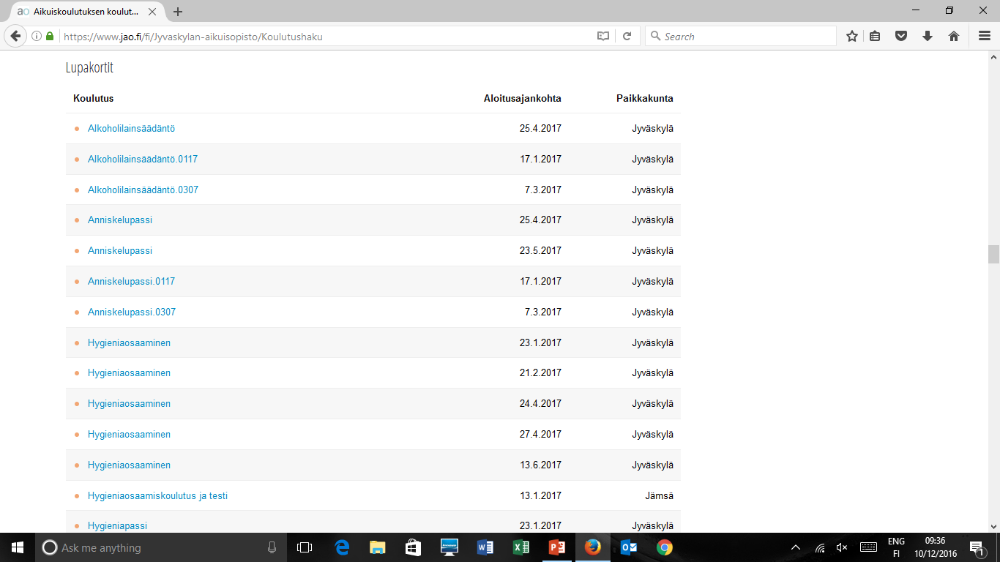 ao Aikuiskoulutuksen koulut...
https://www.jao.fi/fi/Jyvaskylan-aikuisopisto/Koulutushaku Search
Lupakortit
Koulutus Aloitusajankohta Paikkakunta
Alkoholilainsäädäntö 25.4.2017 Jyväskylä
Alkoholilainsäädäntö.0117 17.1.2017 Jyväskylä
Alkoholilainsäädäntö.0307 7.3.2017 Jyväskylä
Anniskelupassi 25.4.2017 Jyväskylä
Anniskelupassi 23.5.2017 Jyväskylä
Anniskelupassi.0117 17.1.2017 Jyväskylä
Anniskelupassi.0307 7.3.2017 Jyväskylä
Hygieniaosaaminen 23.1.2017 Jyväskylä
Hygieniaosaaminen 21.2.2017 Jyväskylä
Hygieniaosaaminen 24.4.2017 Jyväskylä
Hygieniaosaaminen 27.4.2017 Jyväskylä
Hygieniaosaaminen 13.6.2017 Jyväskylä
Hygieniaosaamiskoulutus ja testi 13.1.2017 Jämsä
Hygieniapassi 23.1.2017 Jyväskylä
Ask me anything ENG 09:36
FI 10/12/2016 1